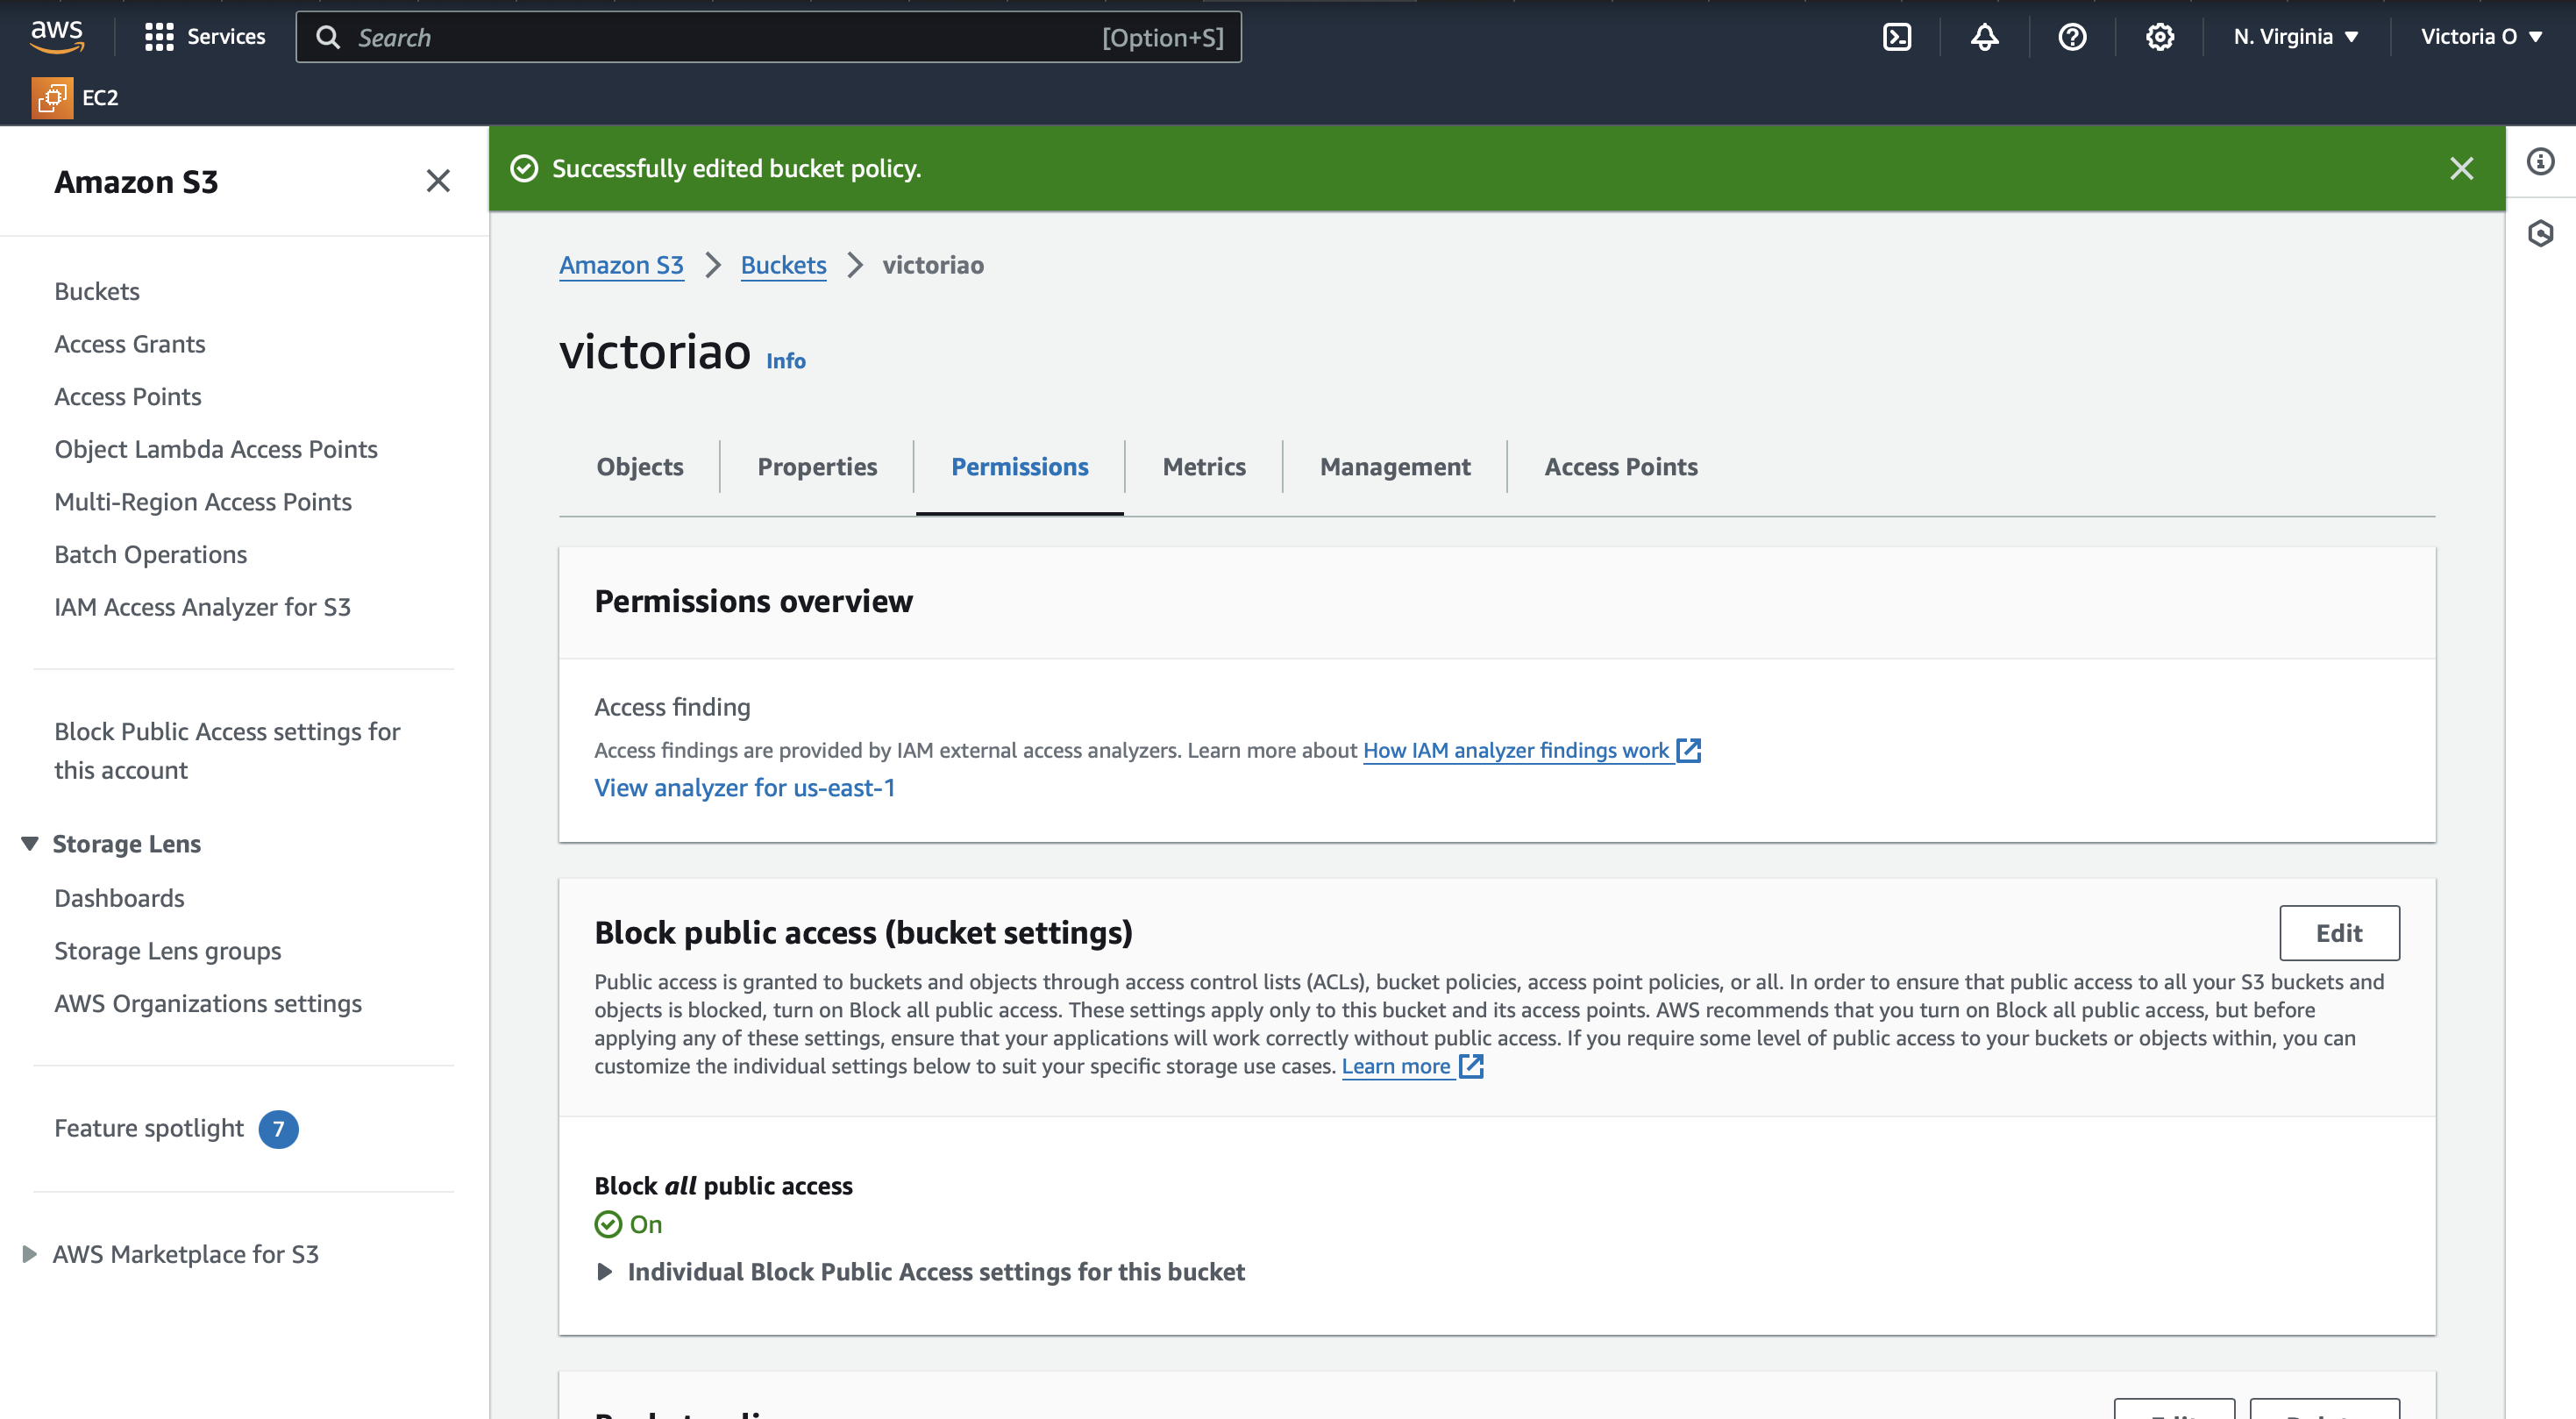 aws
Services
Search
[Option+S]
N. Virginia
Victoria O
EC2
Amazon S3
Buckets
Access Grants
Access Points
Object Lambda Access Points
Multi-Region Access Points
Batch Operations
IAM Access Analyzer for S3
Block Public Access settings for
this account
Storage Lens
Dashboards
Storage Lens groups
AWS Organizations settings
Feature spotlight 7
AWS Marketplace for S3
Successfully edited bucket policy.
Amazon S3
Buckets
victoriao
victoriao Info
Objects
Properties
Permissions
Metrics
Management
Access Points
Permissions overview
Access finding
Access findings are provided by IAM external access analyzers. Learn more about How IAM analyzer findings work
View analyzer for us-east-1
Block public access (bucket settings)
Edit
Public access is granted to buckets and objects through access control lists (ACLs), bucket policies, access point policies, or all. In order to ensure that public access to all your S3 buckets and
objects is blocked, turn on Block all public access. These settings apply only to this bucket and its access points. AWS recommends that you turn on Block all public access, but before
applying any of these settings, ensure that your applications will work correctly without public access. If you require some level of public access to your buckets or objects within, you can
customize the individual settings below to suit your specific storage use cases. Learn more
Block all public access
On
Individual Block Public Access settings for this bucket